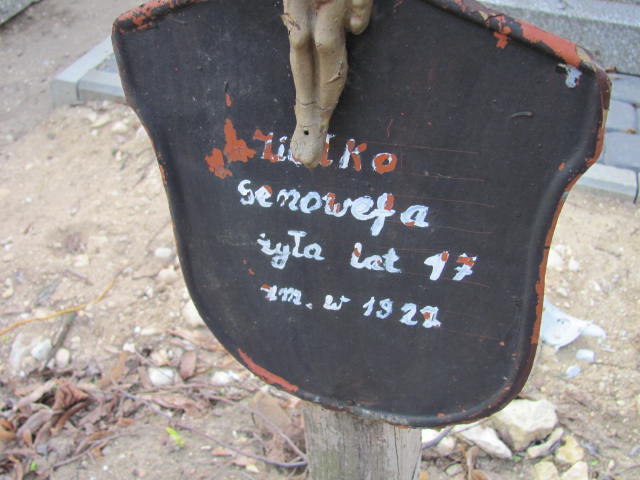 Genowefa
żyła lat 17
zm. w 1922